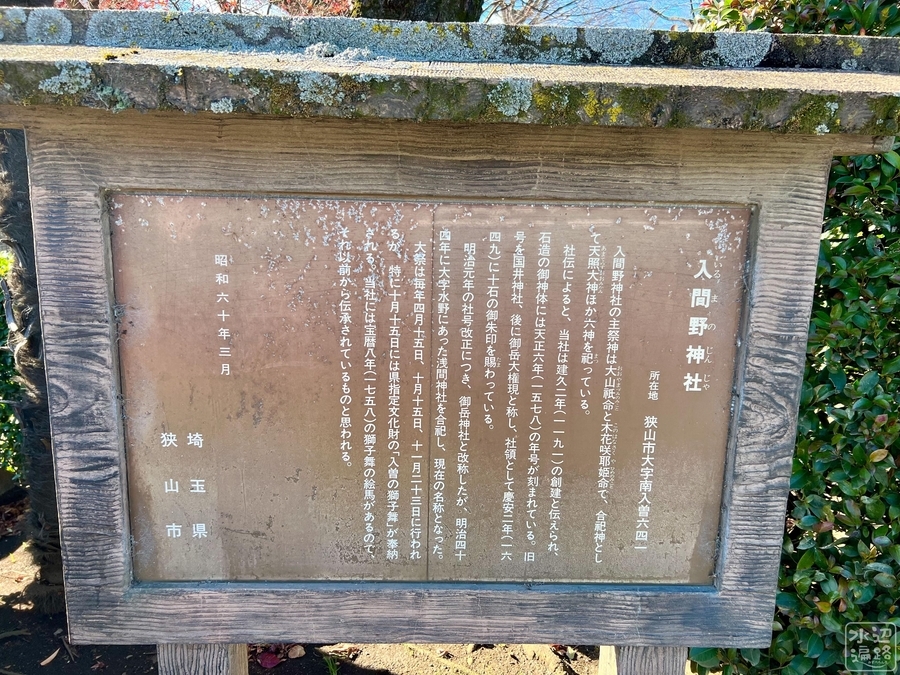 入間野神社
いるまのじんじゃ
所在地 狭山市大字南入曽六四一
入間野神社の主祭神は大山祇命と木花咲耶姫命で、合祀神とし
て天照大神ほか六神を祀っている。
社伝によると、当社は建久二年(一一九一)の創建と伝えられ、
石造の御神体には天正六年(一五七八)の年号が刻まれている。旧
号を国井神社、後に御岳大権現と称し、社領として慶安二年(一六
四九)に十石の御朱印を賜わっている。
明治元年の社号改正につき、御岳神社と改称したが、明治四十
四年に大字水野にあった浅間神社を合祀し、現在の名称となった。
大祭は毎年四月十五日、十月十五日、十一月二十三日に行われ
るが、特に十月十五日には県指定文化財の「入曽の獅子舞」が奉納
される。当社には宝暦八年(一七五八)の獅子舞の絵馬があるので、
それ以前から伝承されているものと思われる。
昭和六十年三月
埼玉県
狭山市
水辺遍路